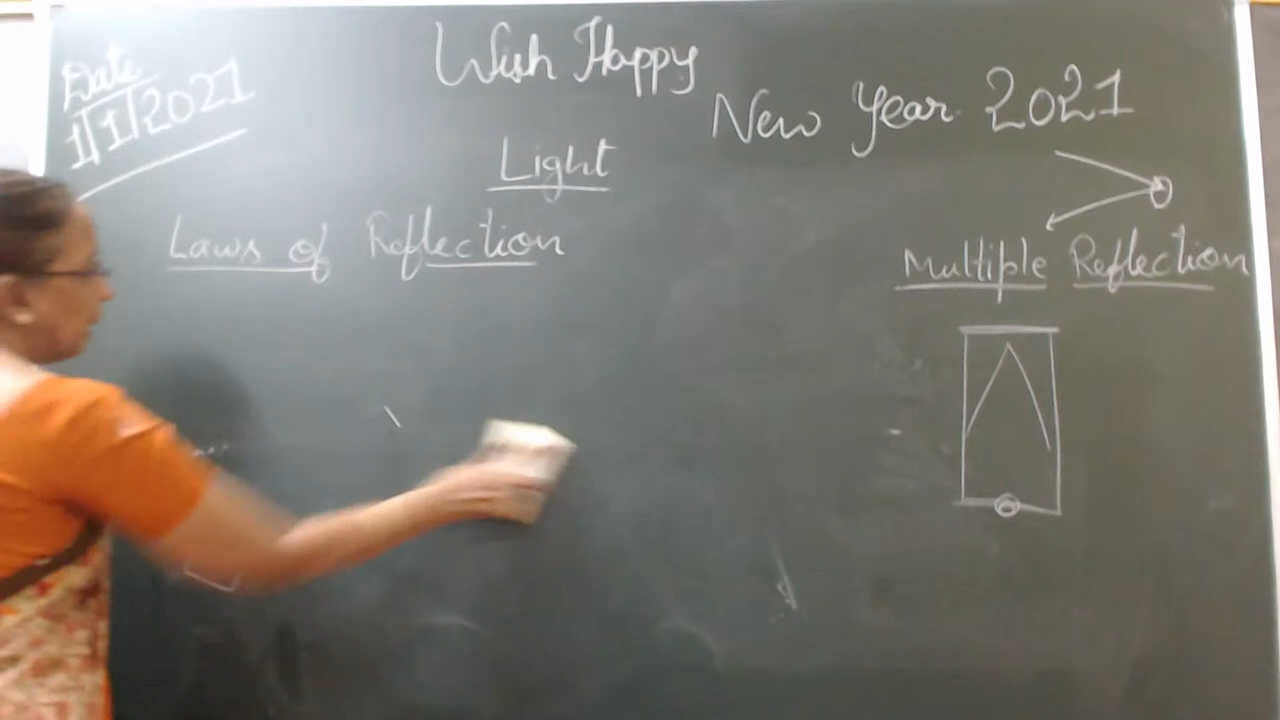 Date
1/1/2021
Wish Happy
New Year 2021
Light
Laws of Reflection
Multiple Reflection